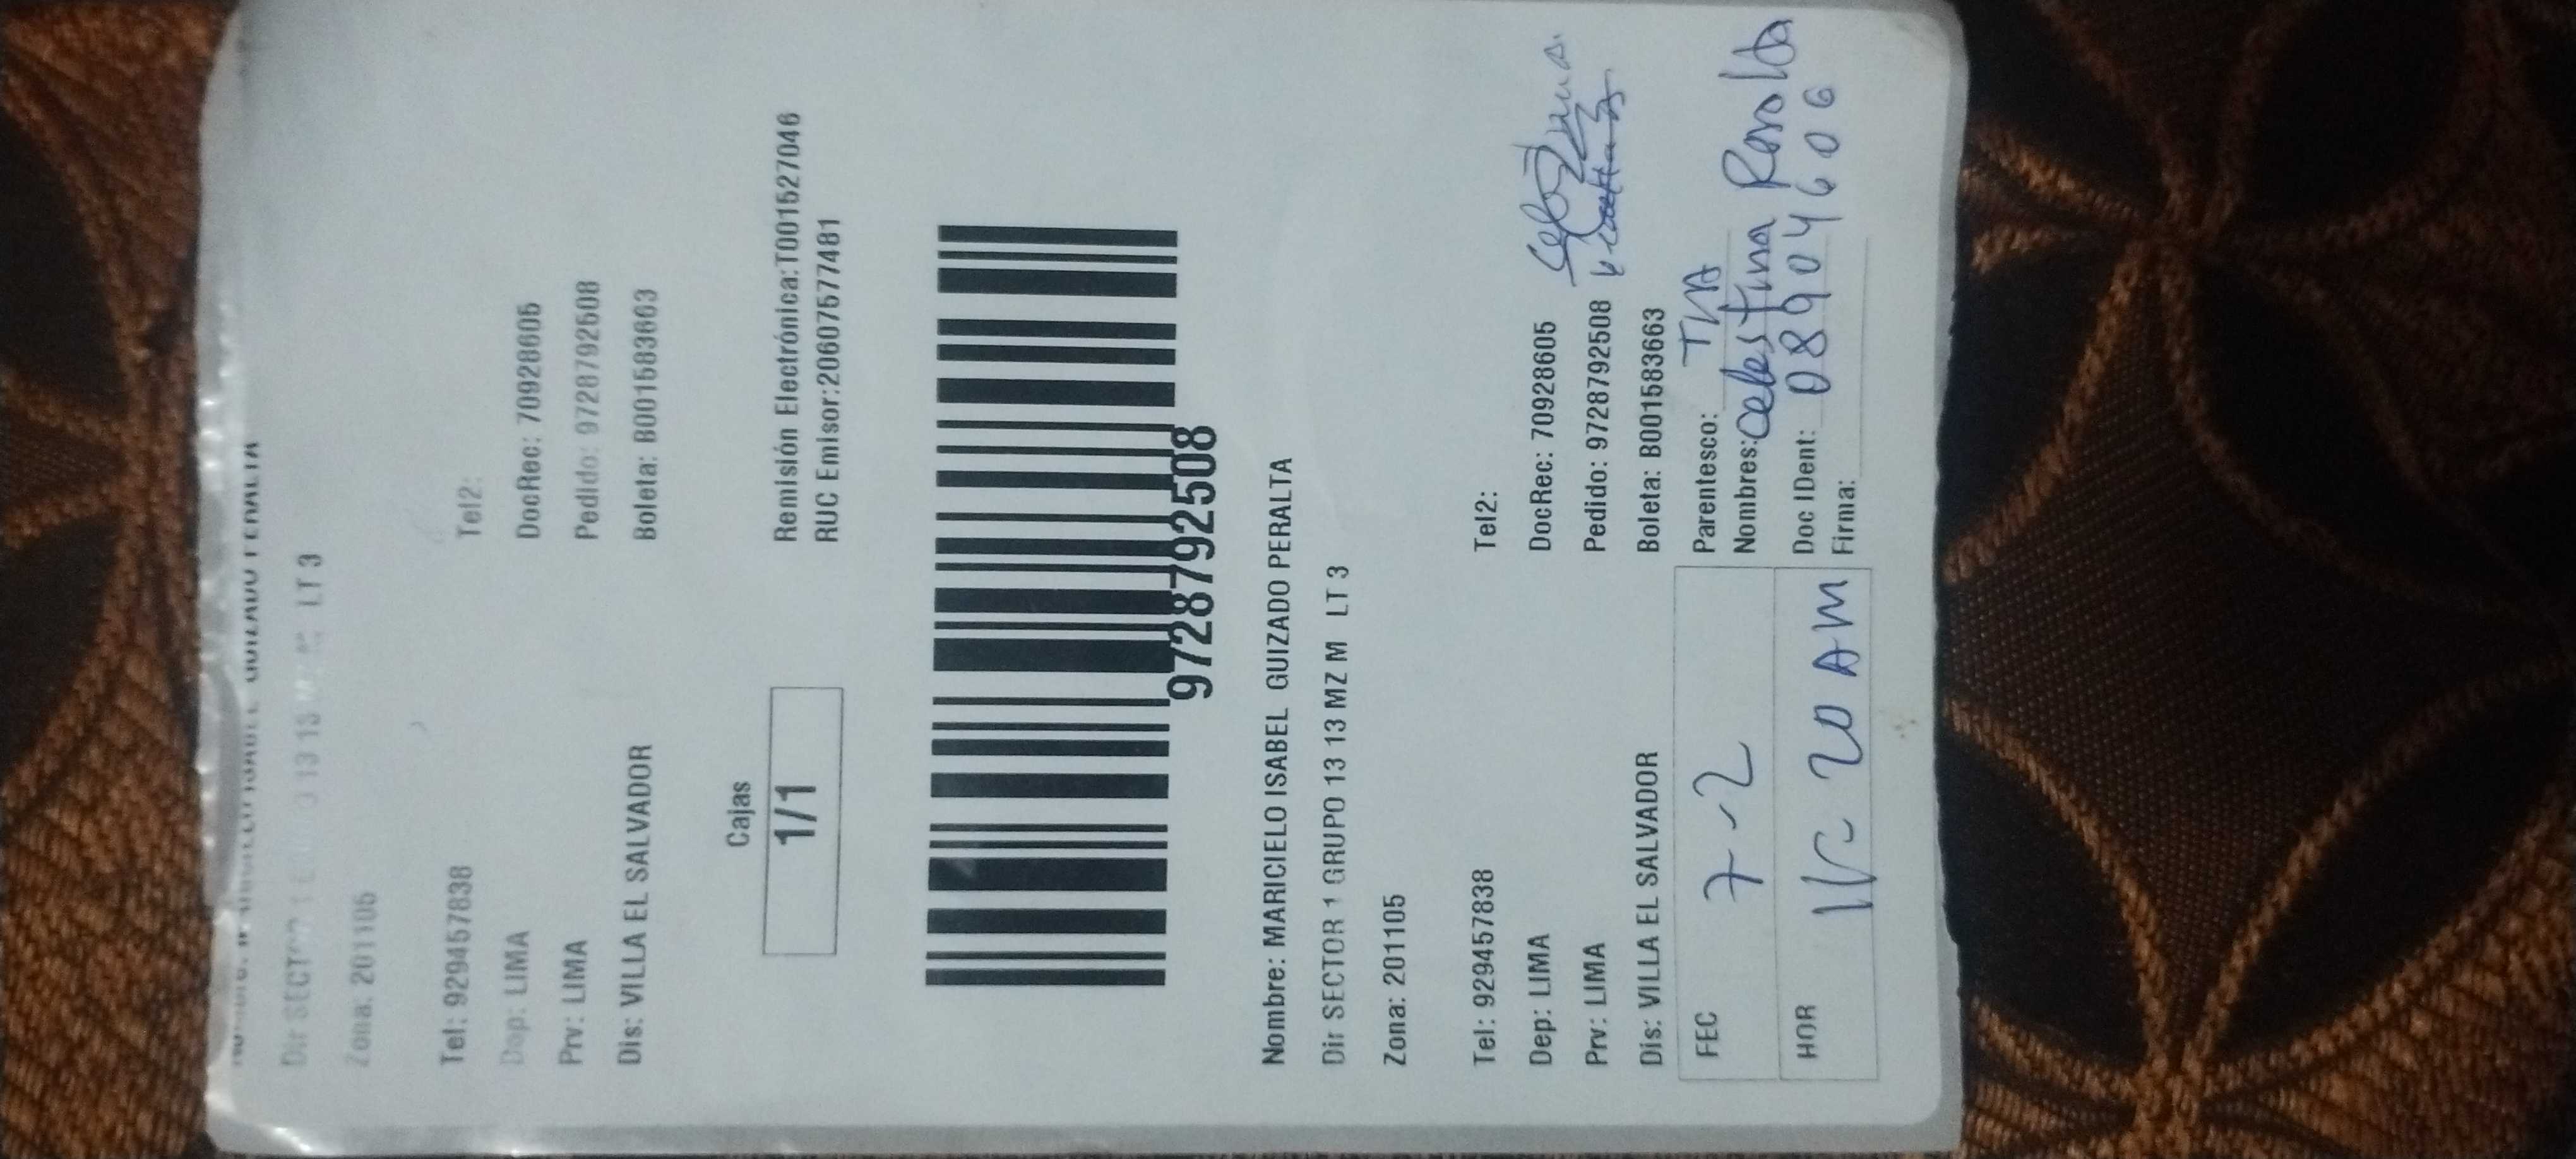 LT 3
Zona: 201105
Tel: 929457838 Tel2:
Dep: LIMA DocRec: 70928605
Prv: LIMA Pedido: 9728792508
Dis: VILLA EL SALVADOR Boleta: B001583663
Cajas
1/1
Remisión Electrónica:T001527046
RUC Emisor:20607577481
9728792508
Nombre: MARICIELO ISABEL GUIZADO PERALTA
Dir SECTOR 1 GRUPO 13 13 MZ M LT 3
Zona: 201105
Tel: 929457838 Tel2:
Dep: LIMA DocRec: 70928605
Prv: LIMA Pedido: 9728792508
Dis: VILLA EL SALVADOR Boleta: B001583663
FEC 7-2 Parentesco: TIA
Nombres: Celestina
HOR 20 AM Doc IDent: 08904606
Firma: